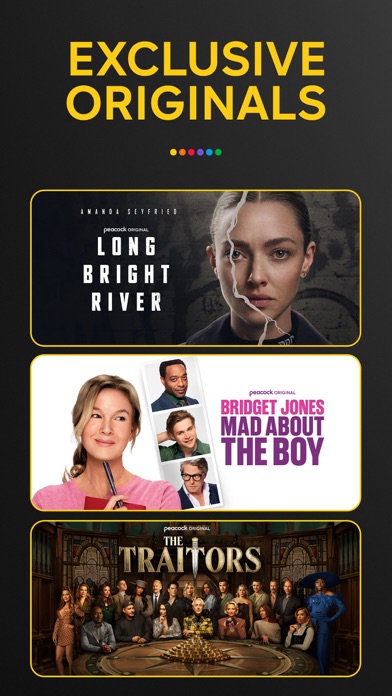 EXCLUSIVE
ORIGINALS
AMANDA SEYFRIED
peacock ORIGINAL
LONG
BRIGHT
RIVER
peacock ORIGINAL
BRIDGET JONES
MAD ABOUT
THE BOY
peacock ORIGINAL
THE
TRAITORS